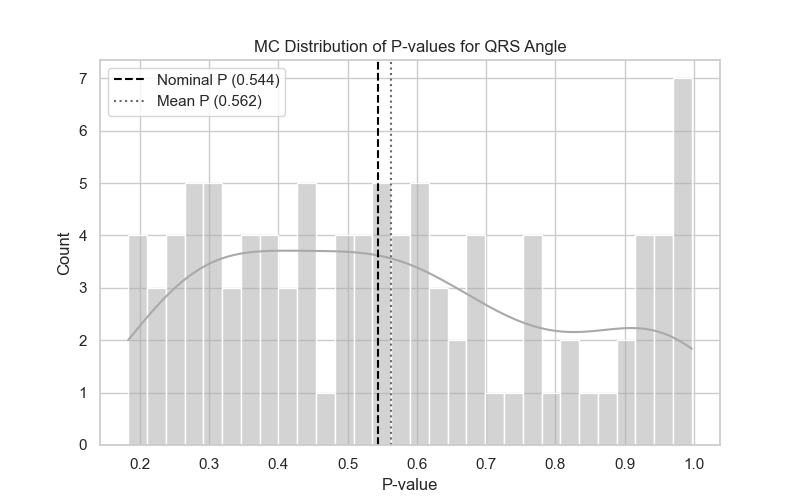 MC Distribution of P-values for QRS Angle
Nominal P (0.544)
Mean P (0.562)
Count
7
6
5
4
3
2
1
0
0.2 0.3 0.4 0.5 0.6 0.7 0.8 0.9 1.0
P-value